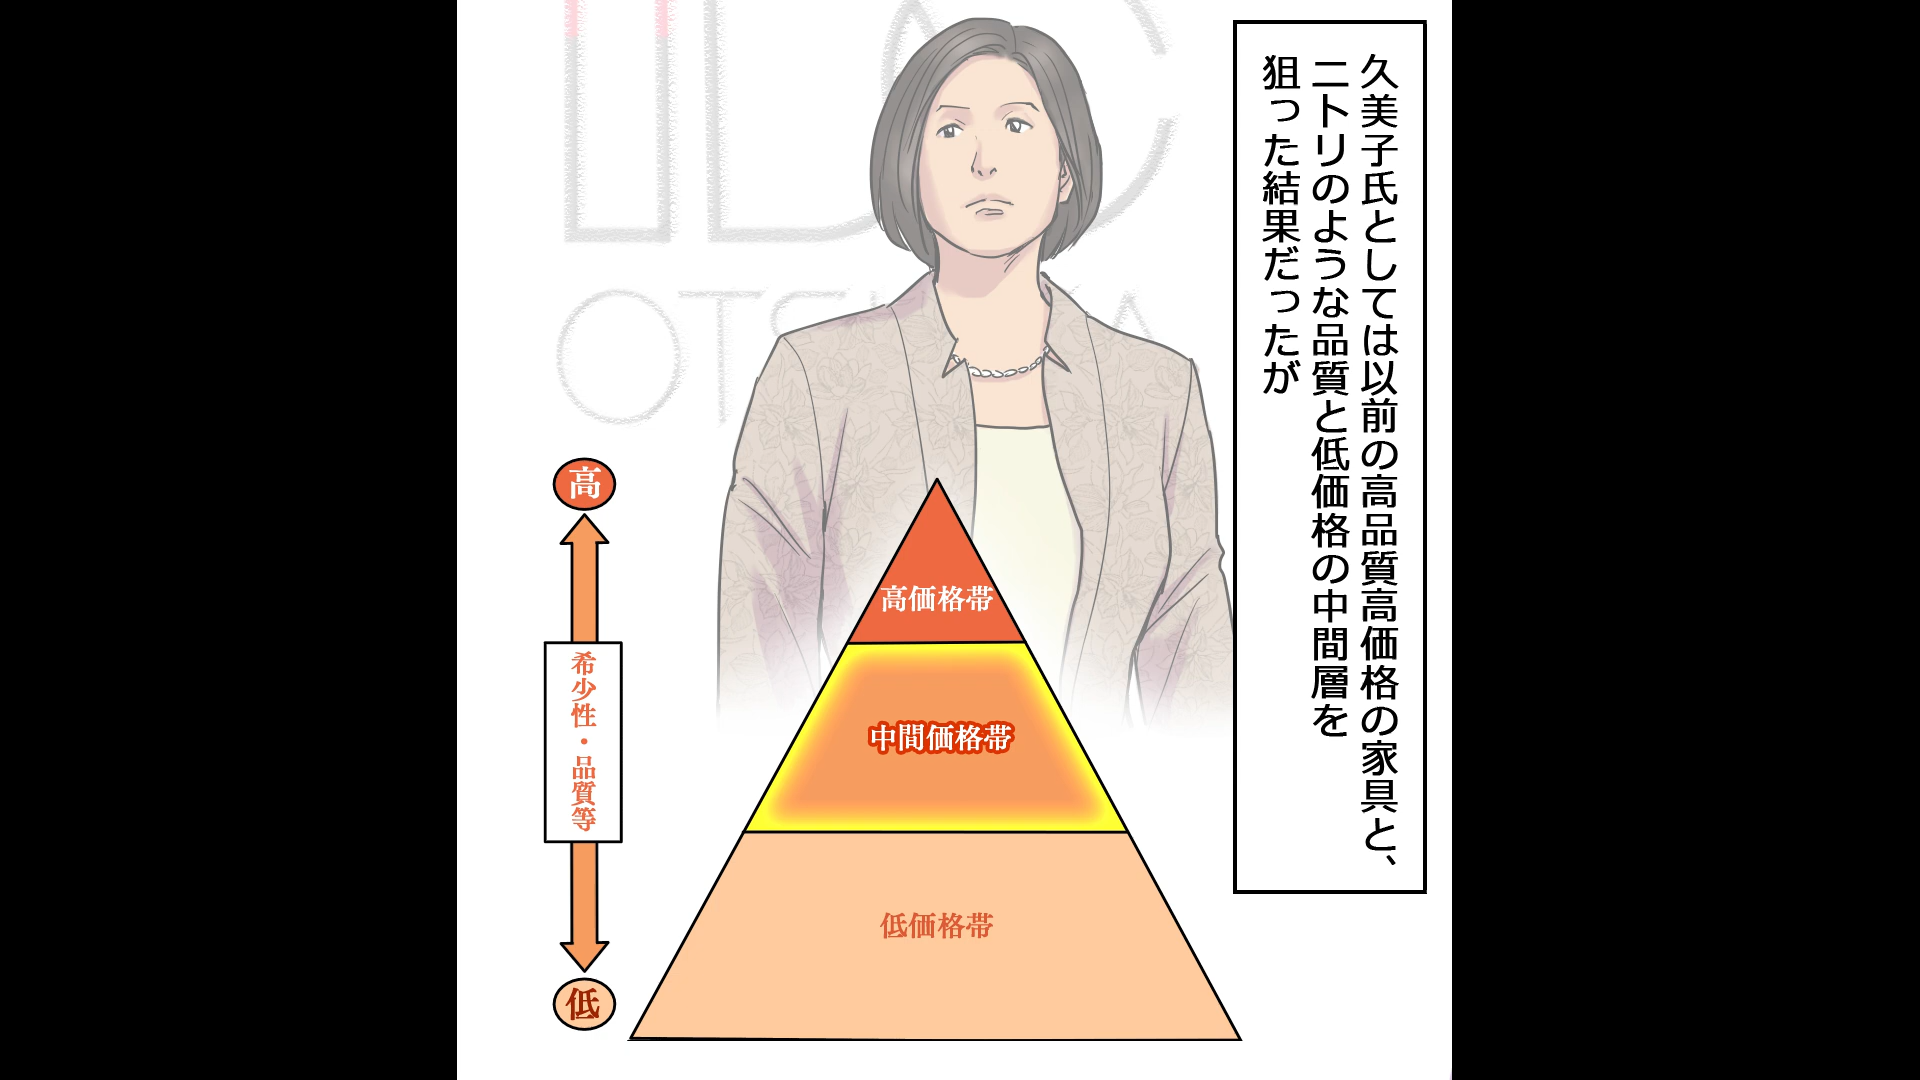 久美子氏としては以前の高品質高価格の家具と、
ニトリのような品質と低価格の中間層を
狙った結果だったが
高
希少性・品質等
低
高価格帯
中間価格帯
低価格帯